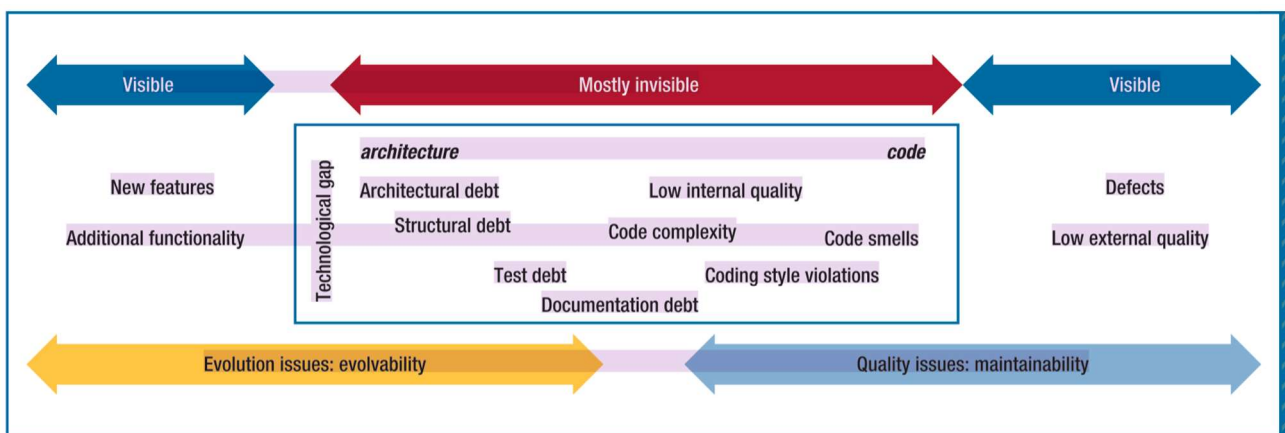 Visible
Mostly invisible
Visible
architecture
code
Technological gap
New features
Architectural debt
Low internal quality
Defects
Additional functionality
Structural debt
Code complexity
Code smells
Low external quality
Test debt
Coding style violations
Documentation debt
Evolution issues: evolvability
Quality issues: maintainability